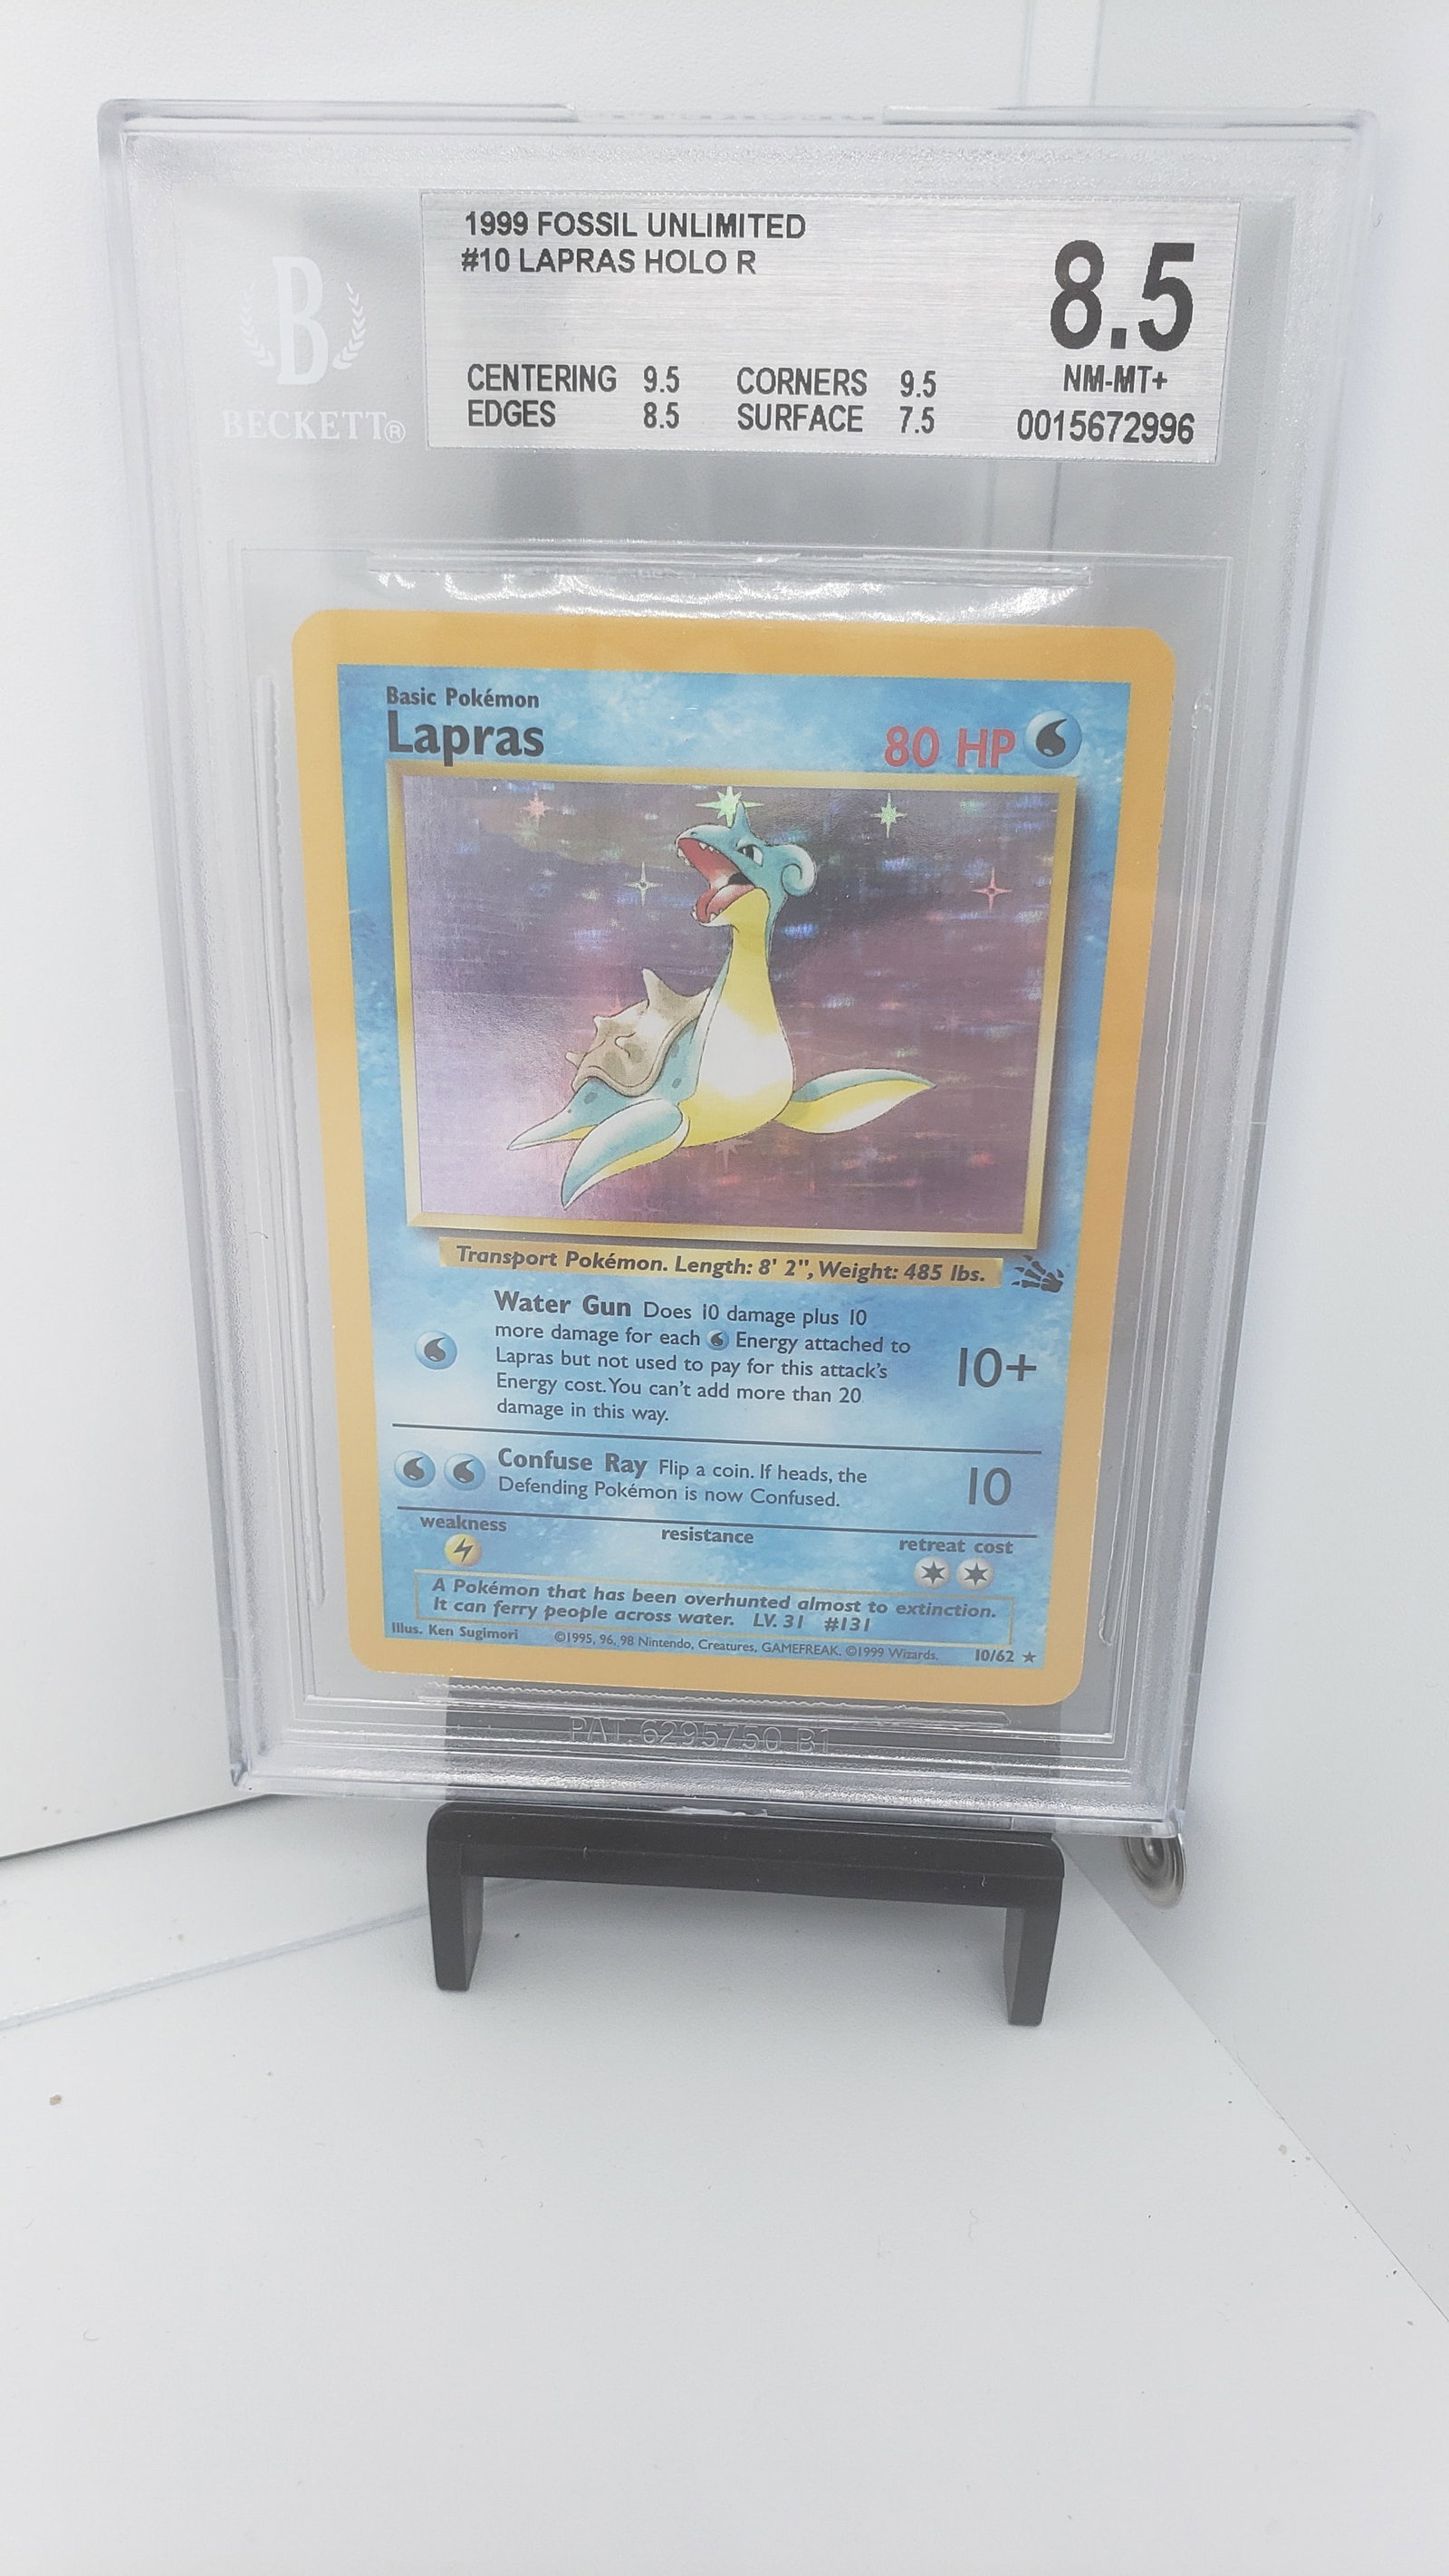 1999 FOSSIL UNLIMITED
#10 LAPRAS HOLO R
8.5
B
BECKETT®
CENTERING 9.5 CORNERS 9.5 NM-MT+
EDGES 8.5 SURFACE 7.5 0015672996
Basic Pokémon
Lapras 80 HP
Transport Pokémon. Length: 8' 2", Weight: 485 lbs.
Water Gun Does 10 damage plus 10
more damage for each Energy attached to
Lapras but not used to pay for this attack's
Energy cost. You can't add more than 20
damage in this way.
10+
Confuse Ray Flip a coin. If heads, the
Defending Pokémon is now Confused.
10
weakness resistance retreat cost
A Pokémon that has been overhunted almost to extinction.
It can ferry people across water. LV. 31 #131
Illus. Ken Sugimori ©1995, 96, 98 Nintendo, Creatures, GAMEFREAK. ©1999 Wizards. 10/62 ★
PAT. 6295750 B1